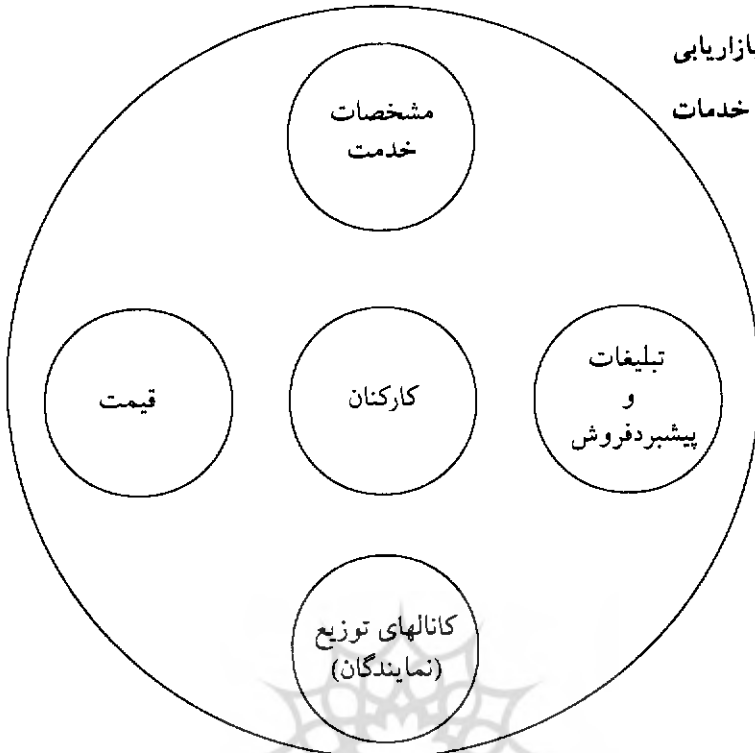 بازاریابی
خدمات
مشخصات
خدمت
تبلیغات
و
پیشبردفروش
کارکنان
قیمت
کانالهای توزیع
(نمایندگان)